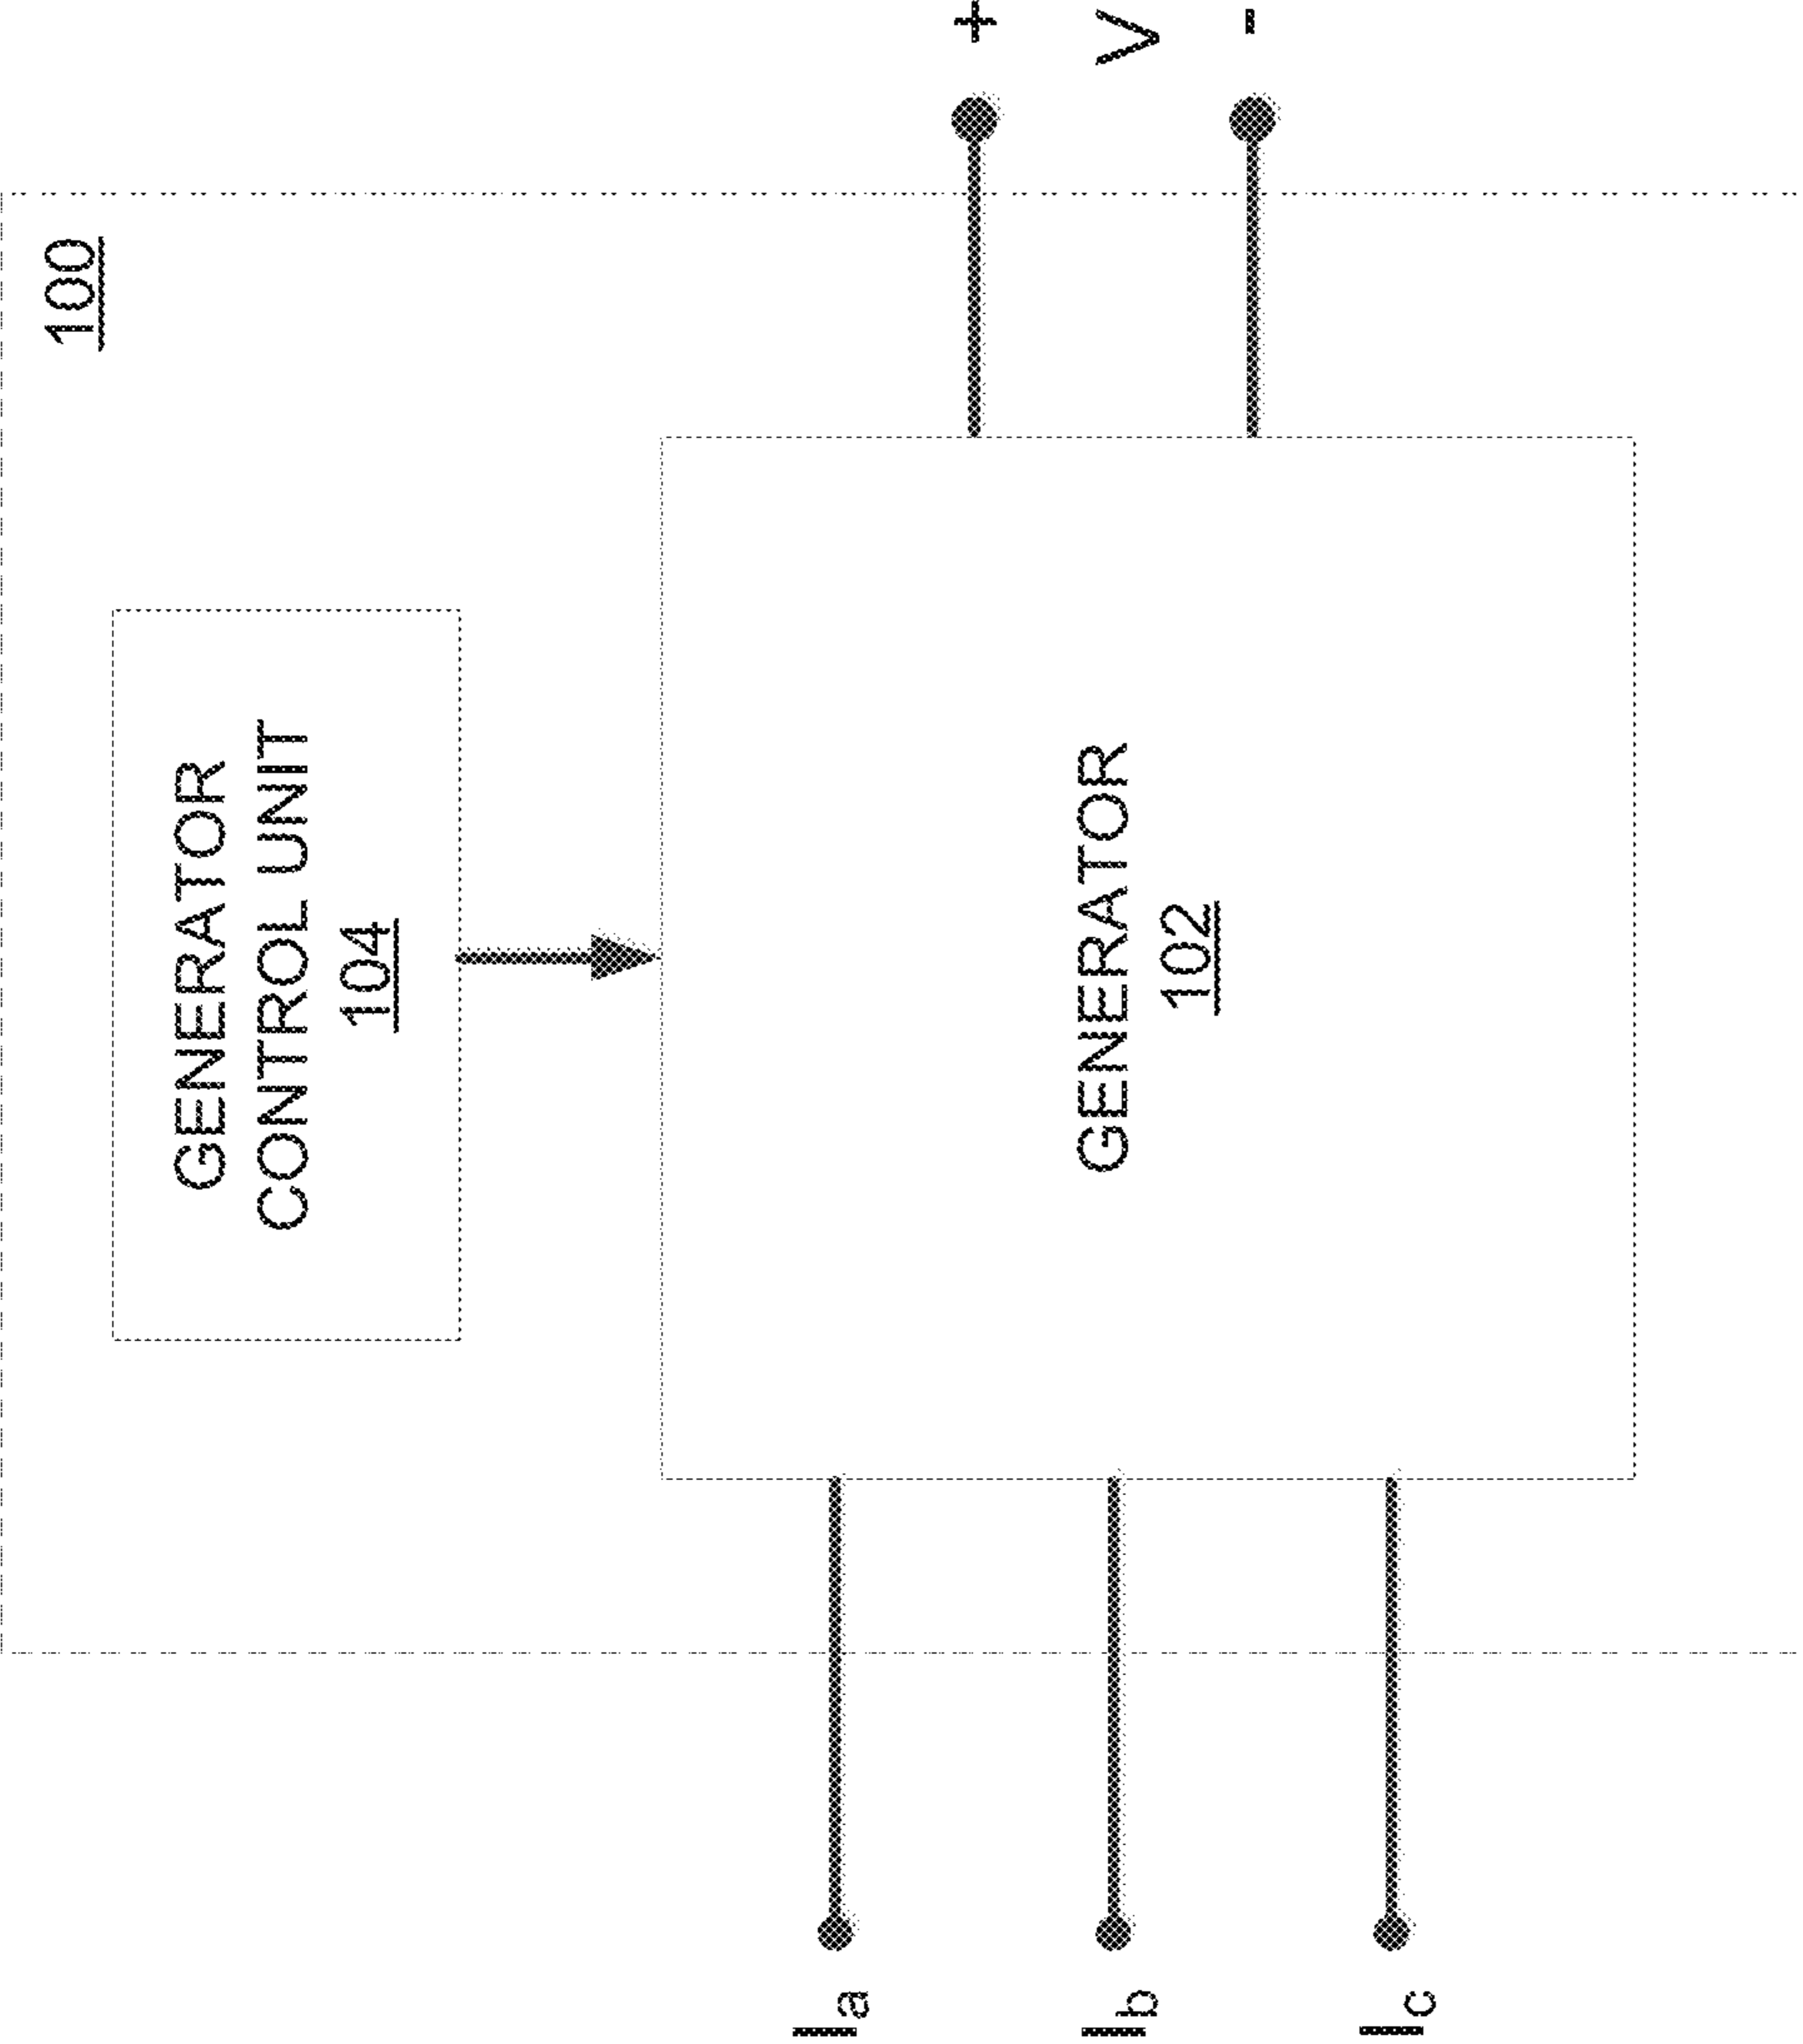 100
GENERATOR
CONTROL UNIT
104
GENERATOR
102
Ia
Ib
Ic
+
V
-